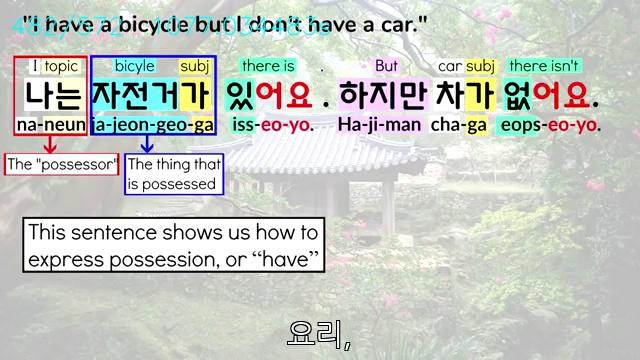 "I have a bicycle but I don't have a car."
I topic bicyle subj there is . But car subj there isn't
나는 자전거가 있어요. 하지만 차가 없어요.
na-neun ja-jeon-geo-ga iss-eo-yo. Ha-ji-man cha-ga eops-eo-yo.
The "possessor"
The thing that
is possessed
This sentence shows us how to
express possession, or “have”
요리,